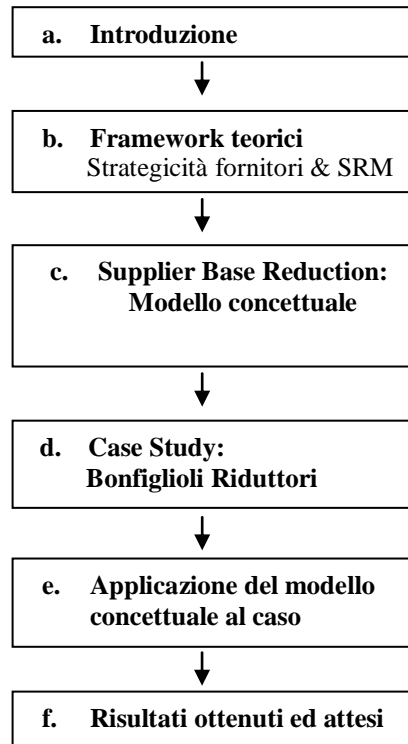 a. Introduzione
b. Framework teorici
Strategicità fornitori & SRM
c. Supplier Base Reduction:
Modello concettuale
d. Case Study:
Bonfiglioli Riduttori
e. Applicazione del modello
concettuale al caso
f. Risultati ottenuti ed attesi